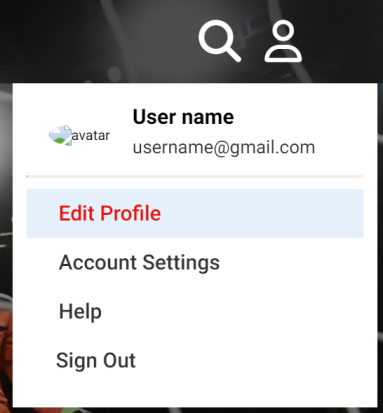 User name
avatar
username@gmail.com
Edit Profile
Account Settings
Help
Sign Out